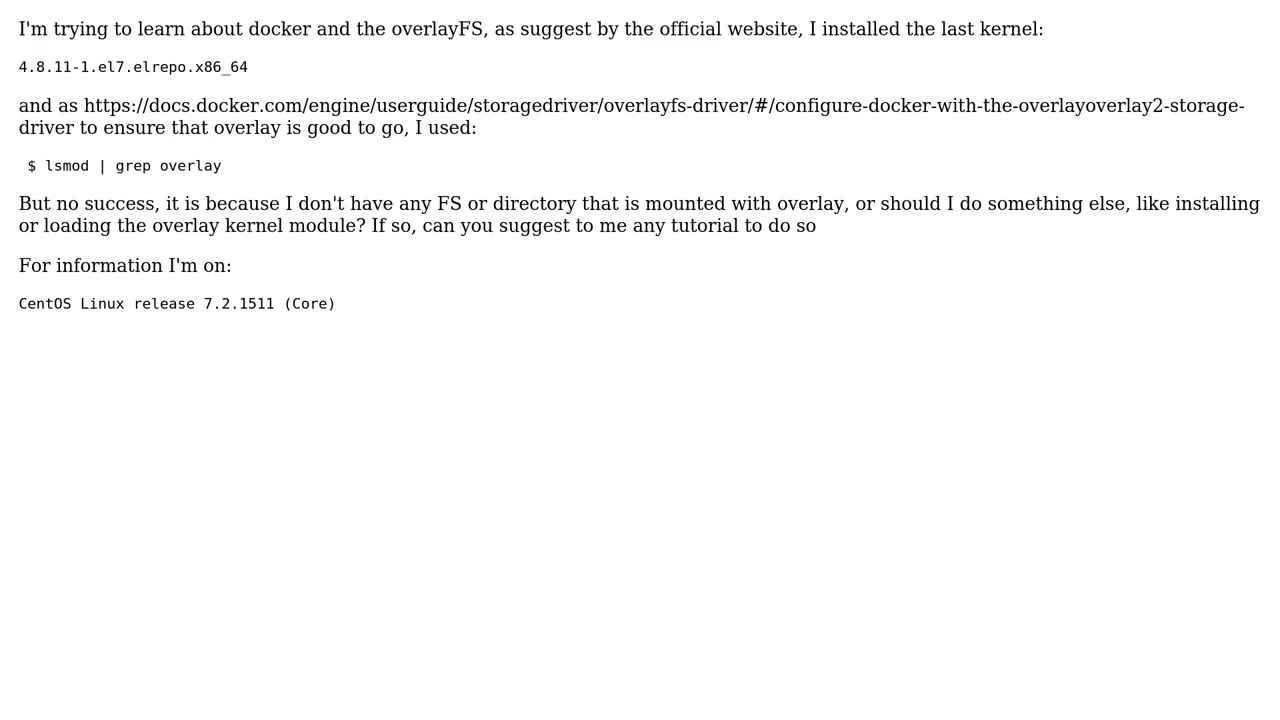 I'm trying to learn about docker and the overlayFS, as suggest by the official website, I installed the last kernel:
4.8.11-1.el7.elrepo.x86_64
and as https://docs.docker.com/engine/userguide/storagedriver/overlayfs-driver/#/configure-docker-with-the-overlayoverlay2-storage-
driver to ensure that overlay is good to go, I used:
$ lsmod | grep overlay
But no success, it is because I don't have any FS or directory that is mounted with overlay, or should I do something else, like installing
or loading the overlay kernel module? If so, can you suggest to me any tutorial to do so
For information I'm on:
CentOS Linux release 7.2.1511 (Core)